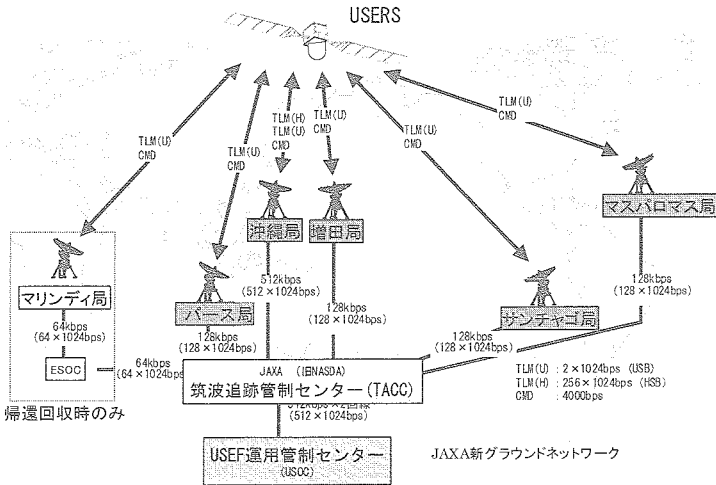 USERS
TLM(U)
CMD
TLM(U)
CMD
TLM(H)
TLM(U)
CMD
TLM(U)
CMD
TLM(U)
CMD
TLM(U)
CMD
マスパロマス局
沖縄局
増田局
マリンディ局
パース局
サンチャゴ局
64kbps
(64×1024bps)
ESOC
64kbps
(64×1024bps
帰還回収時のみ
128kbps
(128×1024bps)
512kbps
(512×1024bps)
128kbps
(128×1024bps)
128kbps
(128×1024bps)
128kbps
(128×1024bps)
JAXA (旧NASDA)
筑波追跡管制センター(TACC)
512kbps×2回線
(512×1024bps)
USEF運用管制センター
(USOC)
TLM(U) : 2×1024bps (USB)
TLM(H) : 256×1024bps (HSB)
CMD : 4000bps
JAXA新グラウンドネットワーク